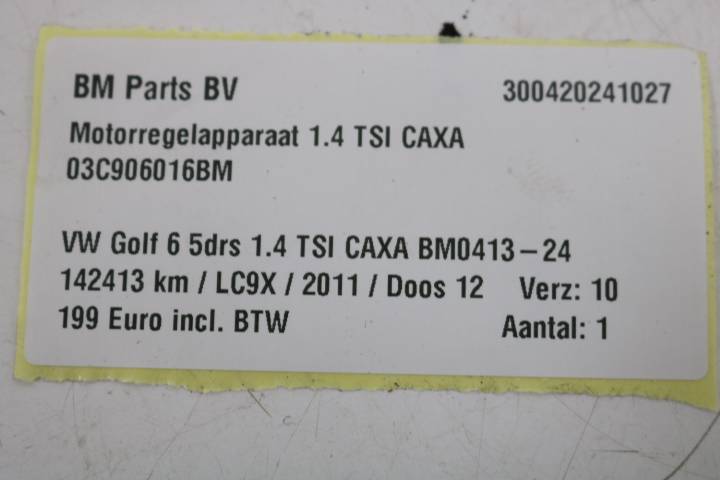 BM Parts BV 300420241027
Motorregelapparaat 1.4 TSI CAXA
03C906016BM
VW Golf 6 5drs 1.4 TSI CAXA BM0413-24
142413 km / LC9X / 2011 / Doos 12 Verz: 10
199 Euro incl. BTW Aantal: 1